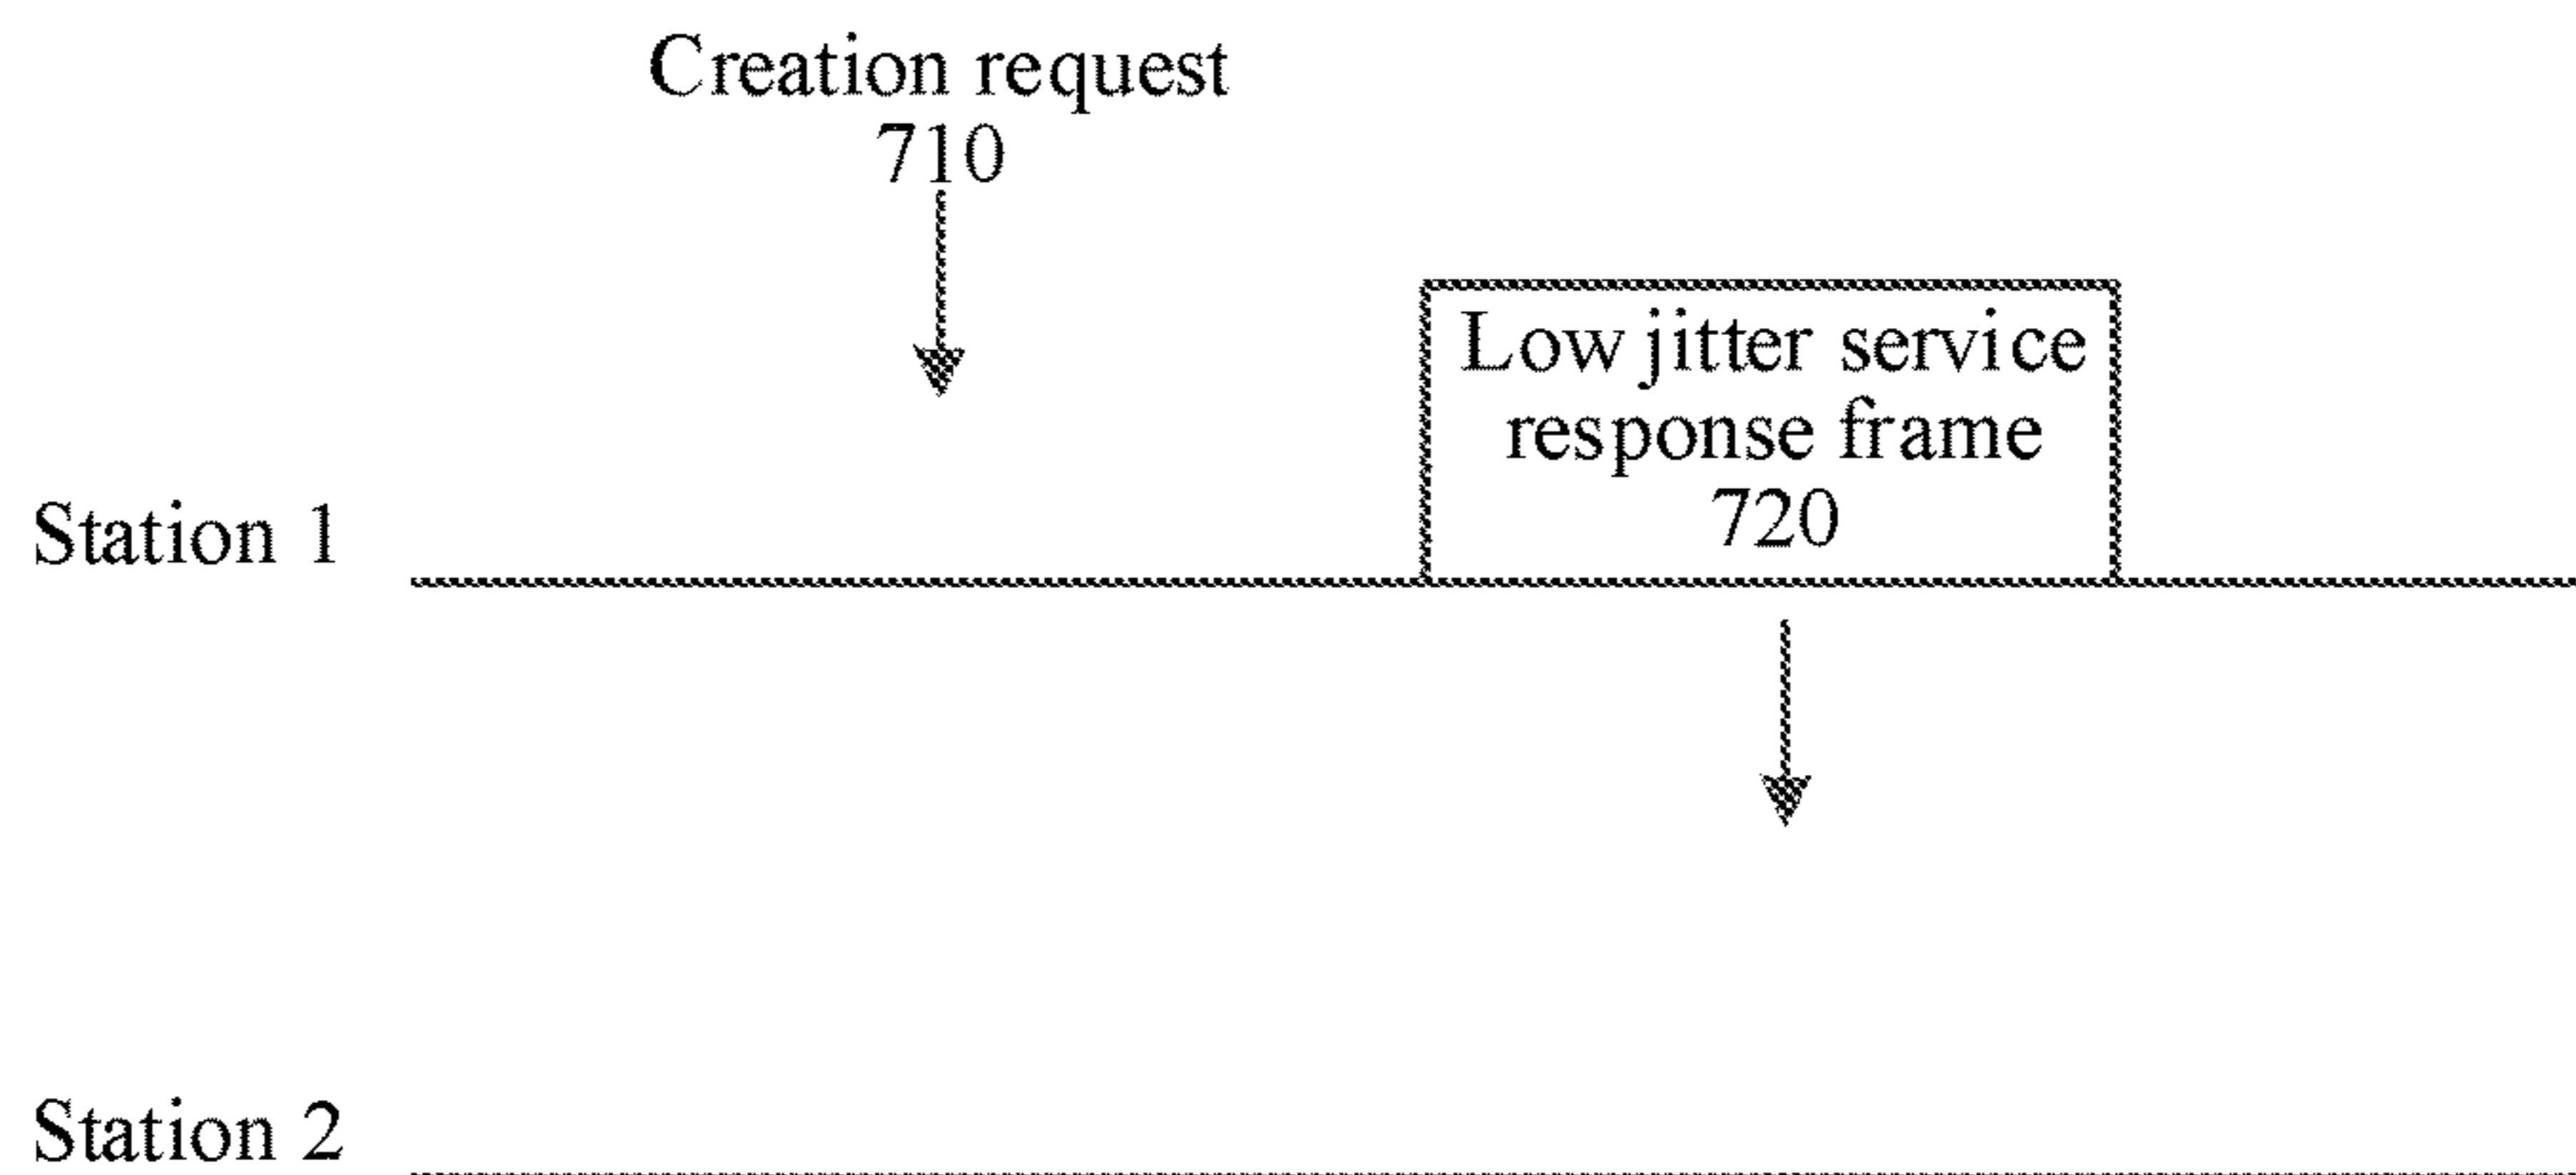 Creation request
710
Low jitter service
response frame
720
Station 1
Station 2